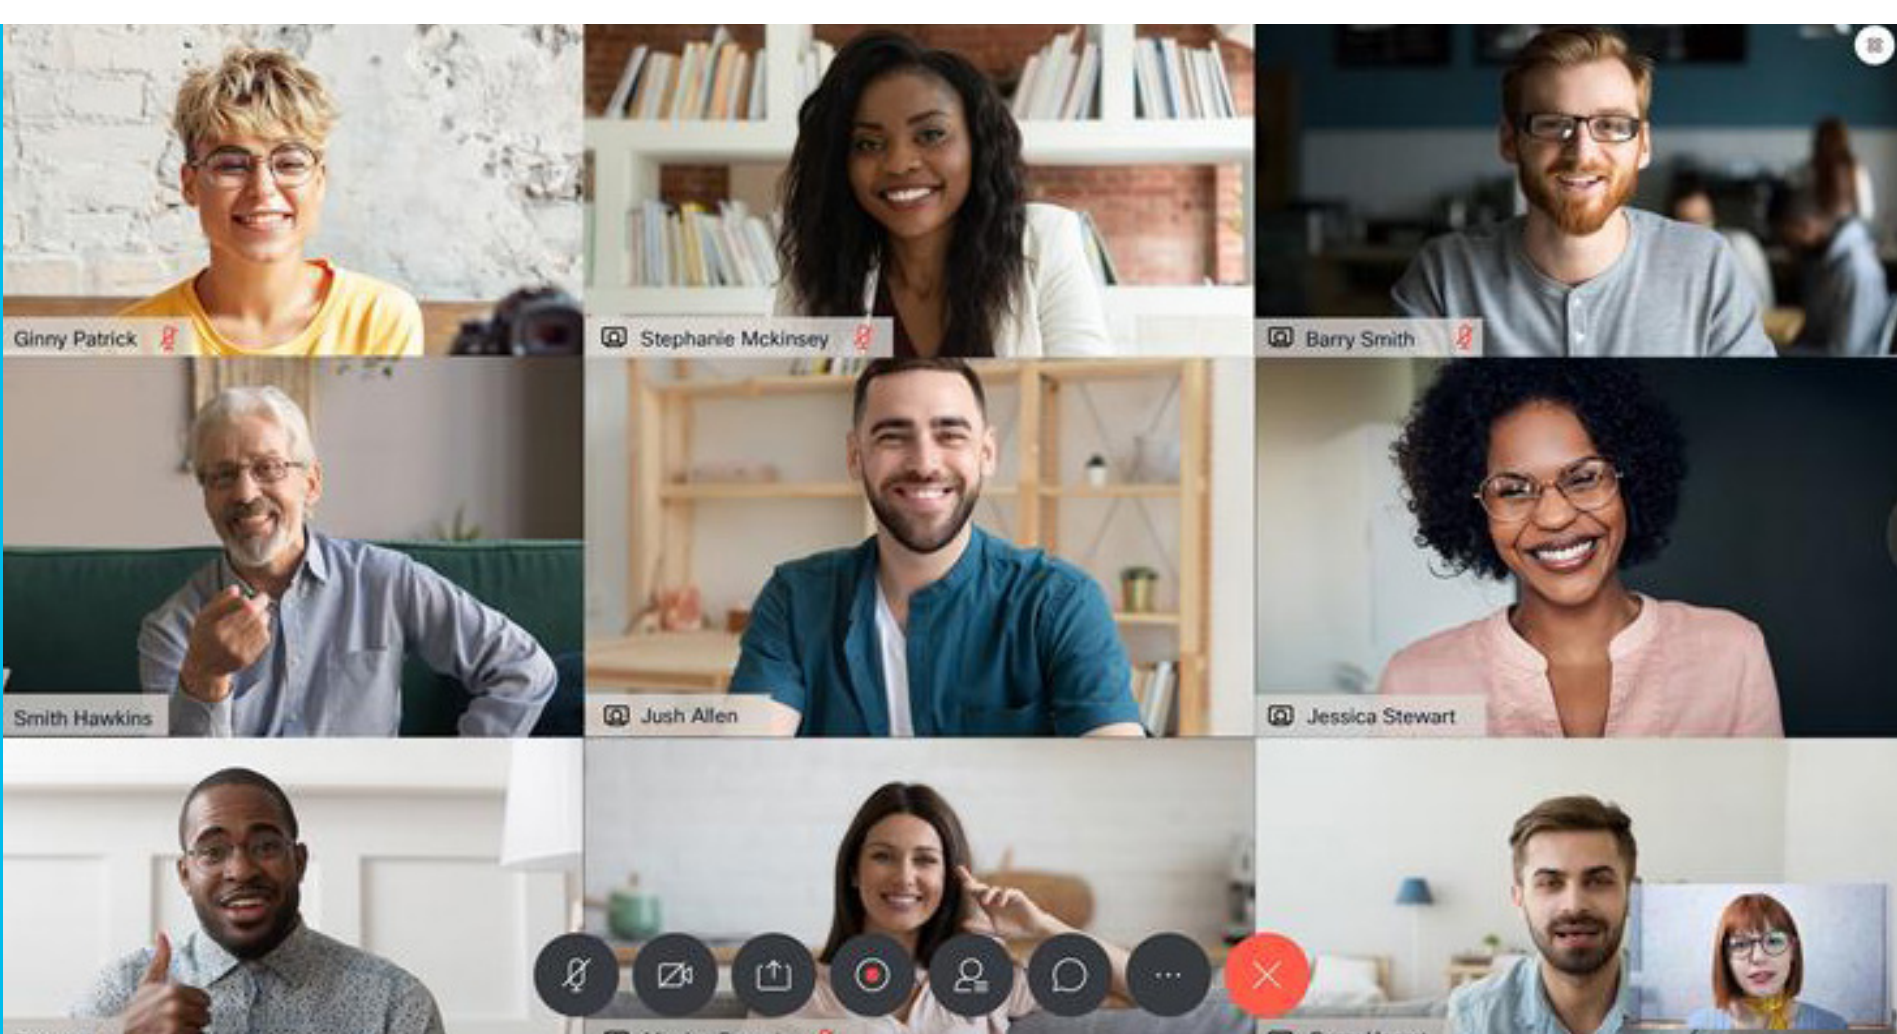 Ginny Patrick
Stephanie Mckinsey
Barry Smith
Smith Hawkins
Jush Allen
Jessica Stewart